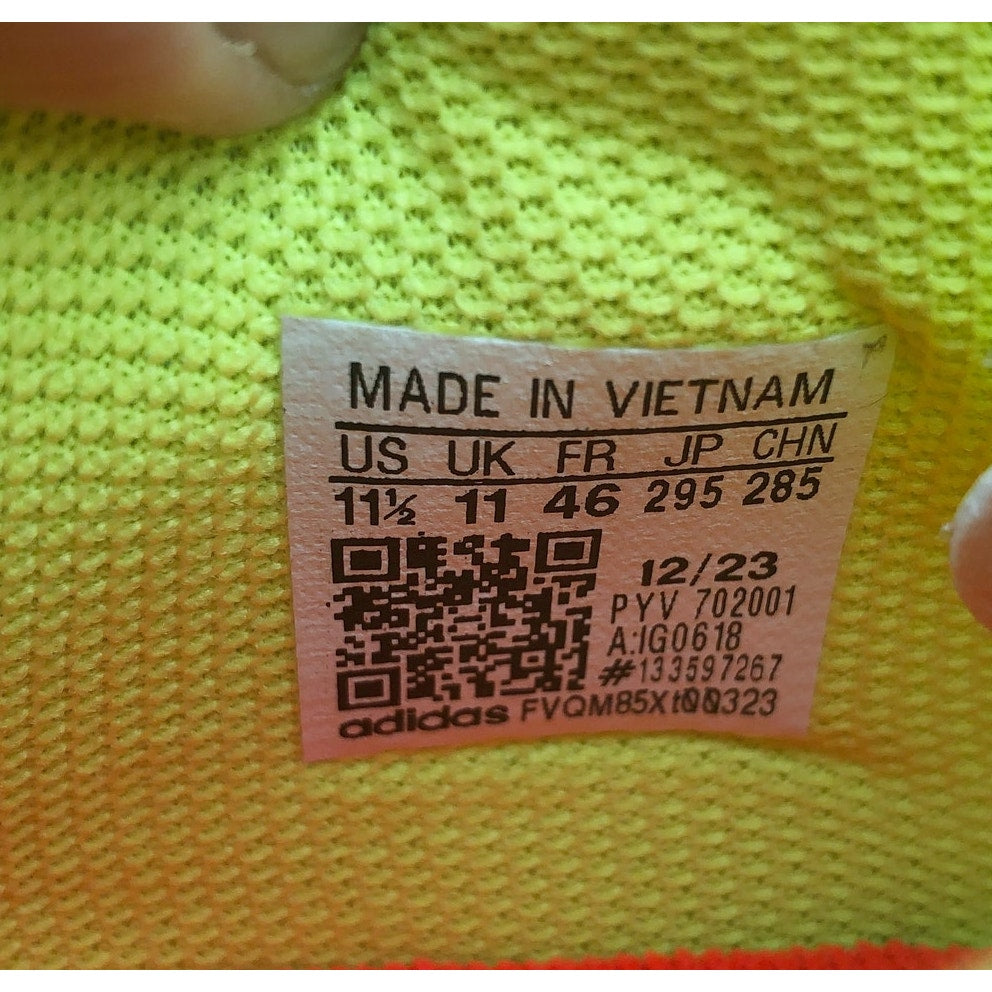 MADE IN VIETNAM
US UK FR JP CHN
11½ 11 46 295 285
12/23
PYV 702001
A:IG0618
#133597267
adidas FVQM85Xt00323